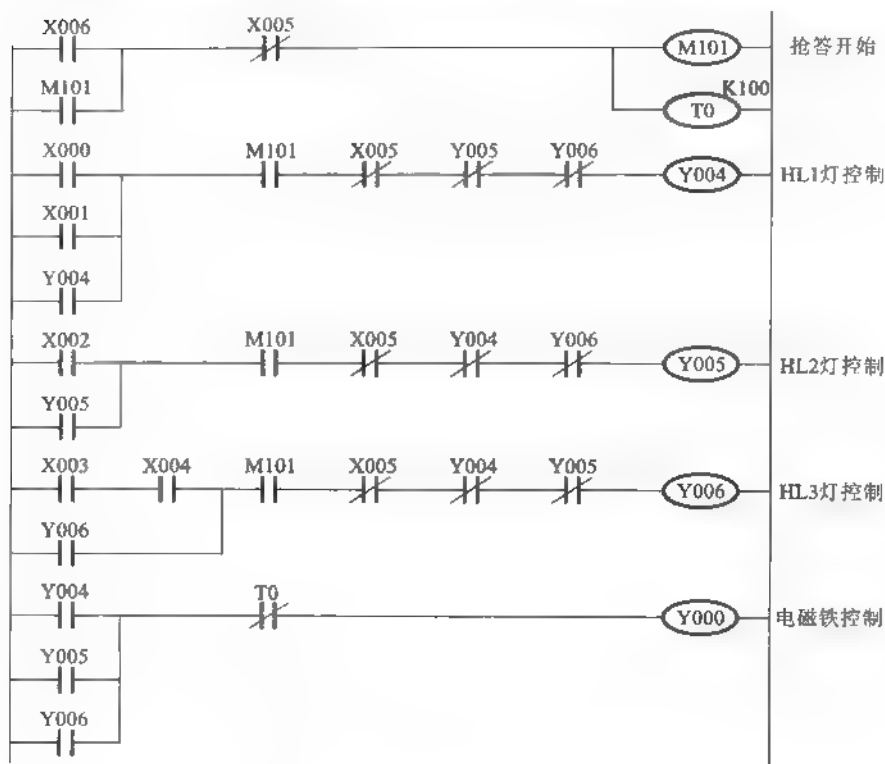 X006 X005
M101 抢答开始
M101 K100
T0
X000 M101 X005 Y005 Y006
Y004 HL1灯控制
X001
Y004
X002 M101 X005 Y004 Y006
Y005 HL2灯控制
Y005
X003 X004 M101 X005 Y004 Y005
Y006 HL3灯控制
Y006
Y004 T0
Y000 电磁铁控制
Y005
Y006